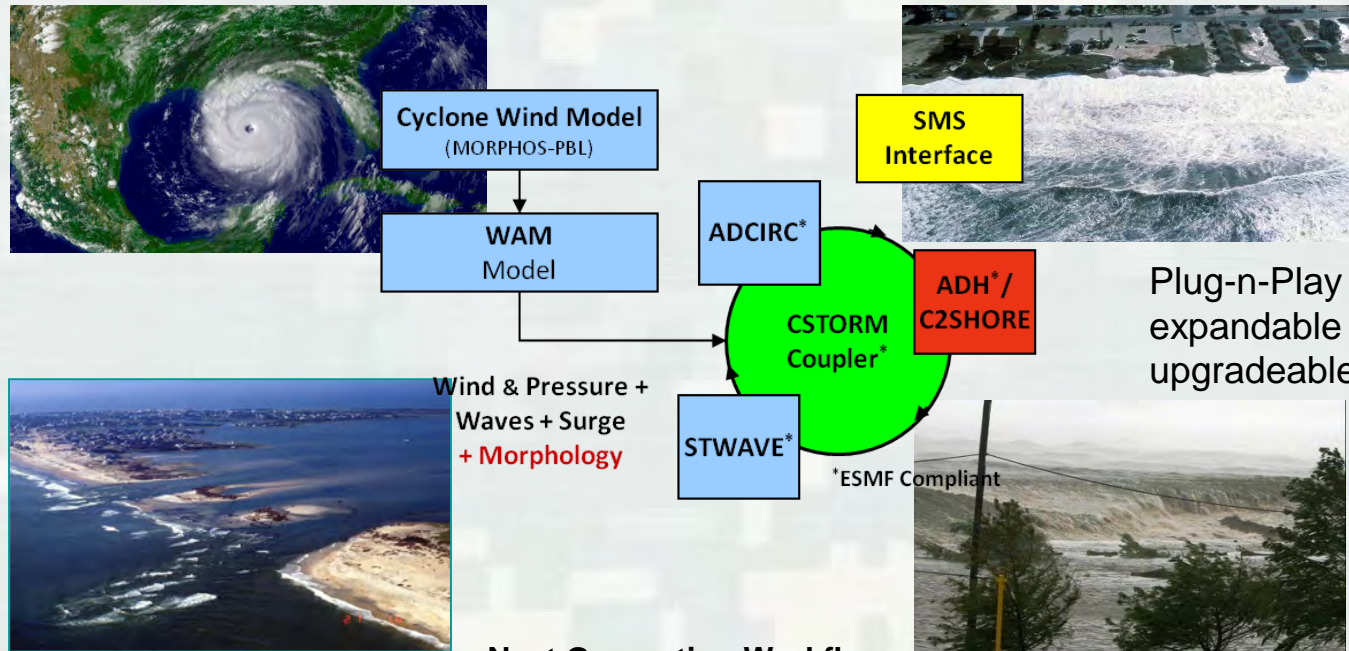 Cyclone Wind Model
(MORPHOS-PBL)
WAM
Model
SMS
Interface
ADCIRC*
ADH*/
C2SHORE
CSTORM
Coupler*
STWAVE*
*ESMF Compliant
Wind & Pressure +
Waves + Surge
+ Morphology
Plug-n-Play
expandable
upgradeable